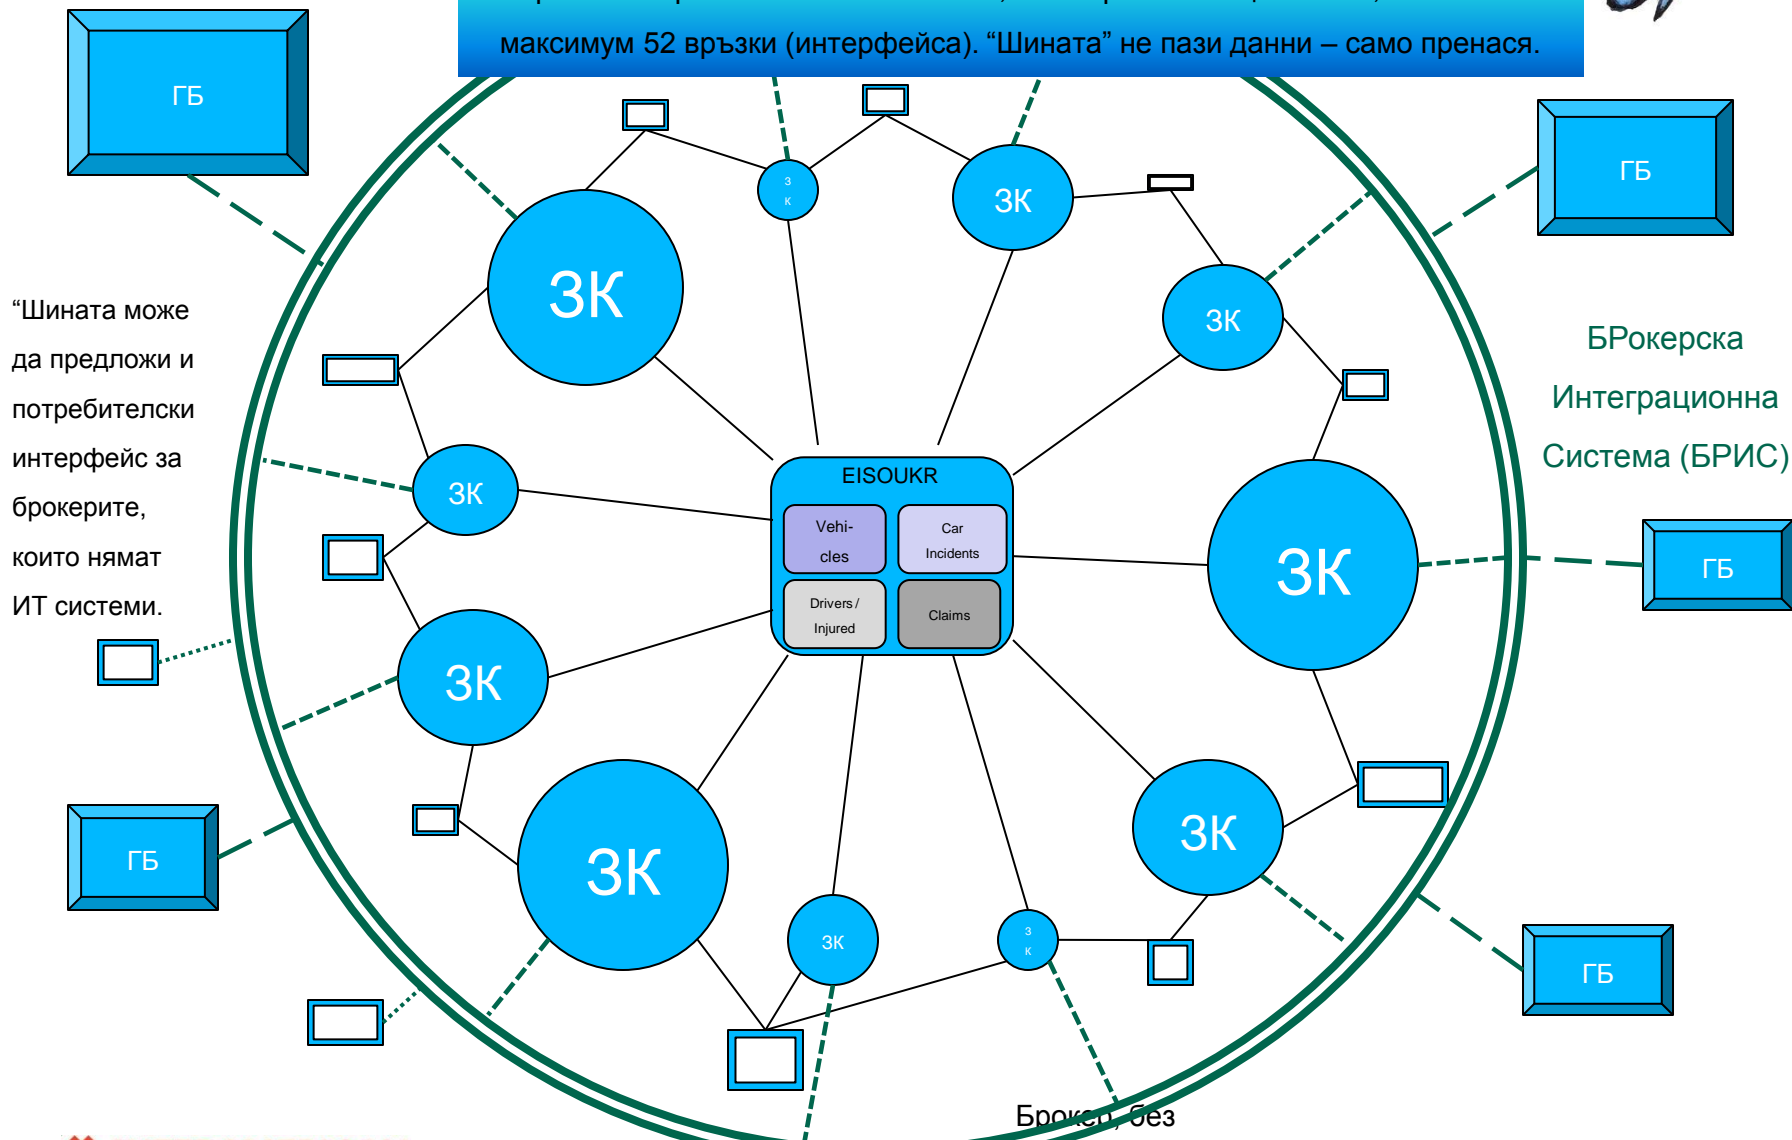 максимум 52 връзки (интерфейса). “Шината” не пази данни – само пренася.
ГБ
ГБ
ЗК
ЗК
ЗК
ЗК
“Шината може
да предложи и
потребителски
интерфейс за
брокерите,
които нямат
ИТ системи.
БРокерска
Интеграционна
Система (БРИС)
ЗК
EISOUKR
Vehi-
cles
Car
Incidents
Drivers /
Injured
Claims
ЗК
ГБ
ЗК
ГБ
ЗК
ЗК
ЗК
ЗК
ГБ
Брокер, без